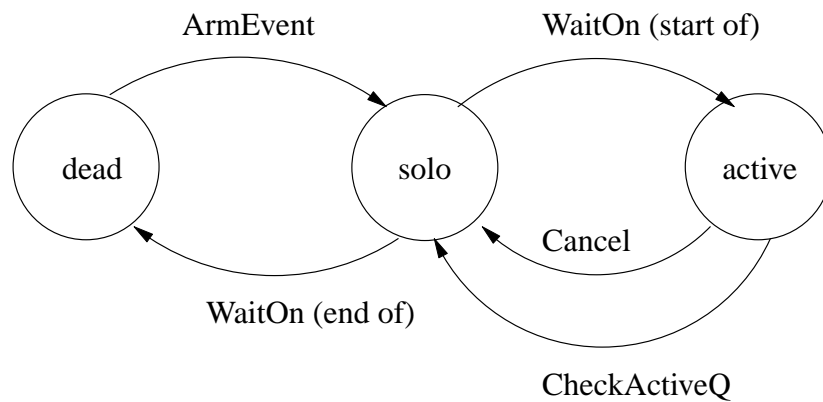 ArmEvent
WaitOn (start of)
dead
solo
active
Cancel
WaitOn (end of)
CheckActiveQ